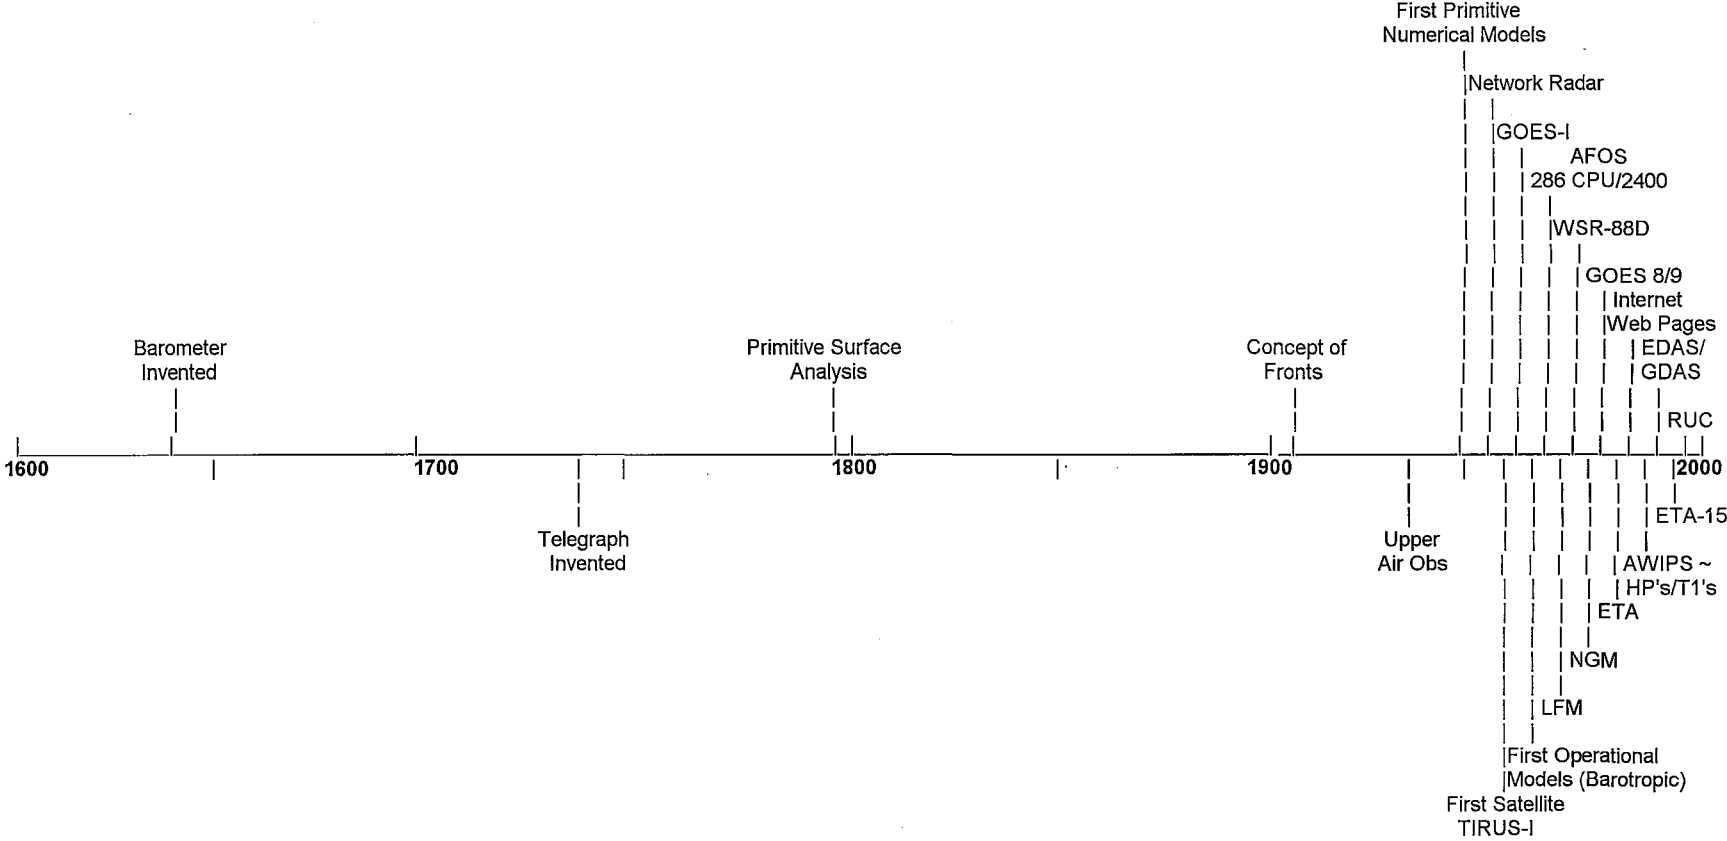 First Primitive
Numerical Models
Network Radar
GOES-I
AFOS
286 CPU/2400
WSR-88D
GOES 8/9
Internet
Web Pages
EDAS/
GDAS
RUC
Barometer
Invented
Primitive Surface
Analysis
Concept of
Fronts
1600
1700
1800
1900
2000
Telegraph
Invented
Upper
Air Obs
ETA-15
AWIPS ~
HP's/T1's
ETA
NGM
LFM
First Operational
Models (Barotropic)
First Satellite
TIRUS-I